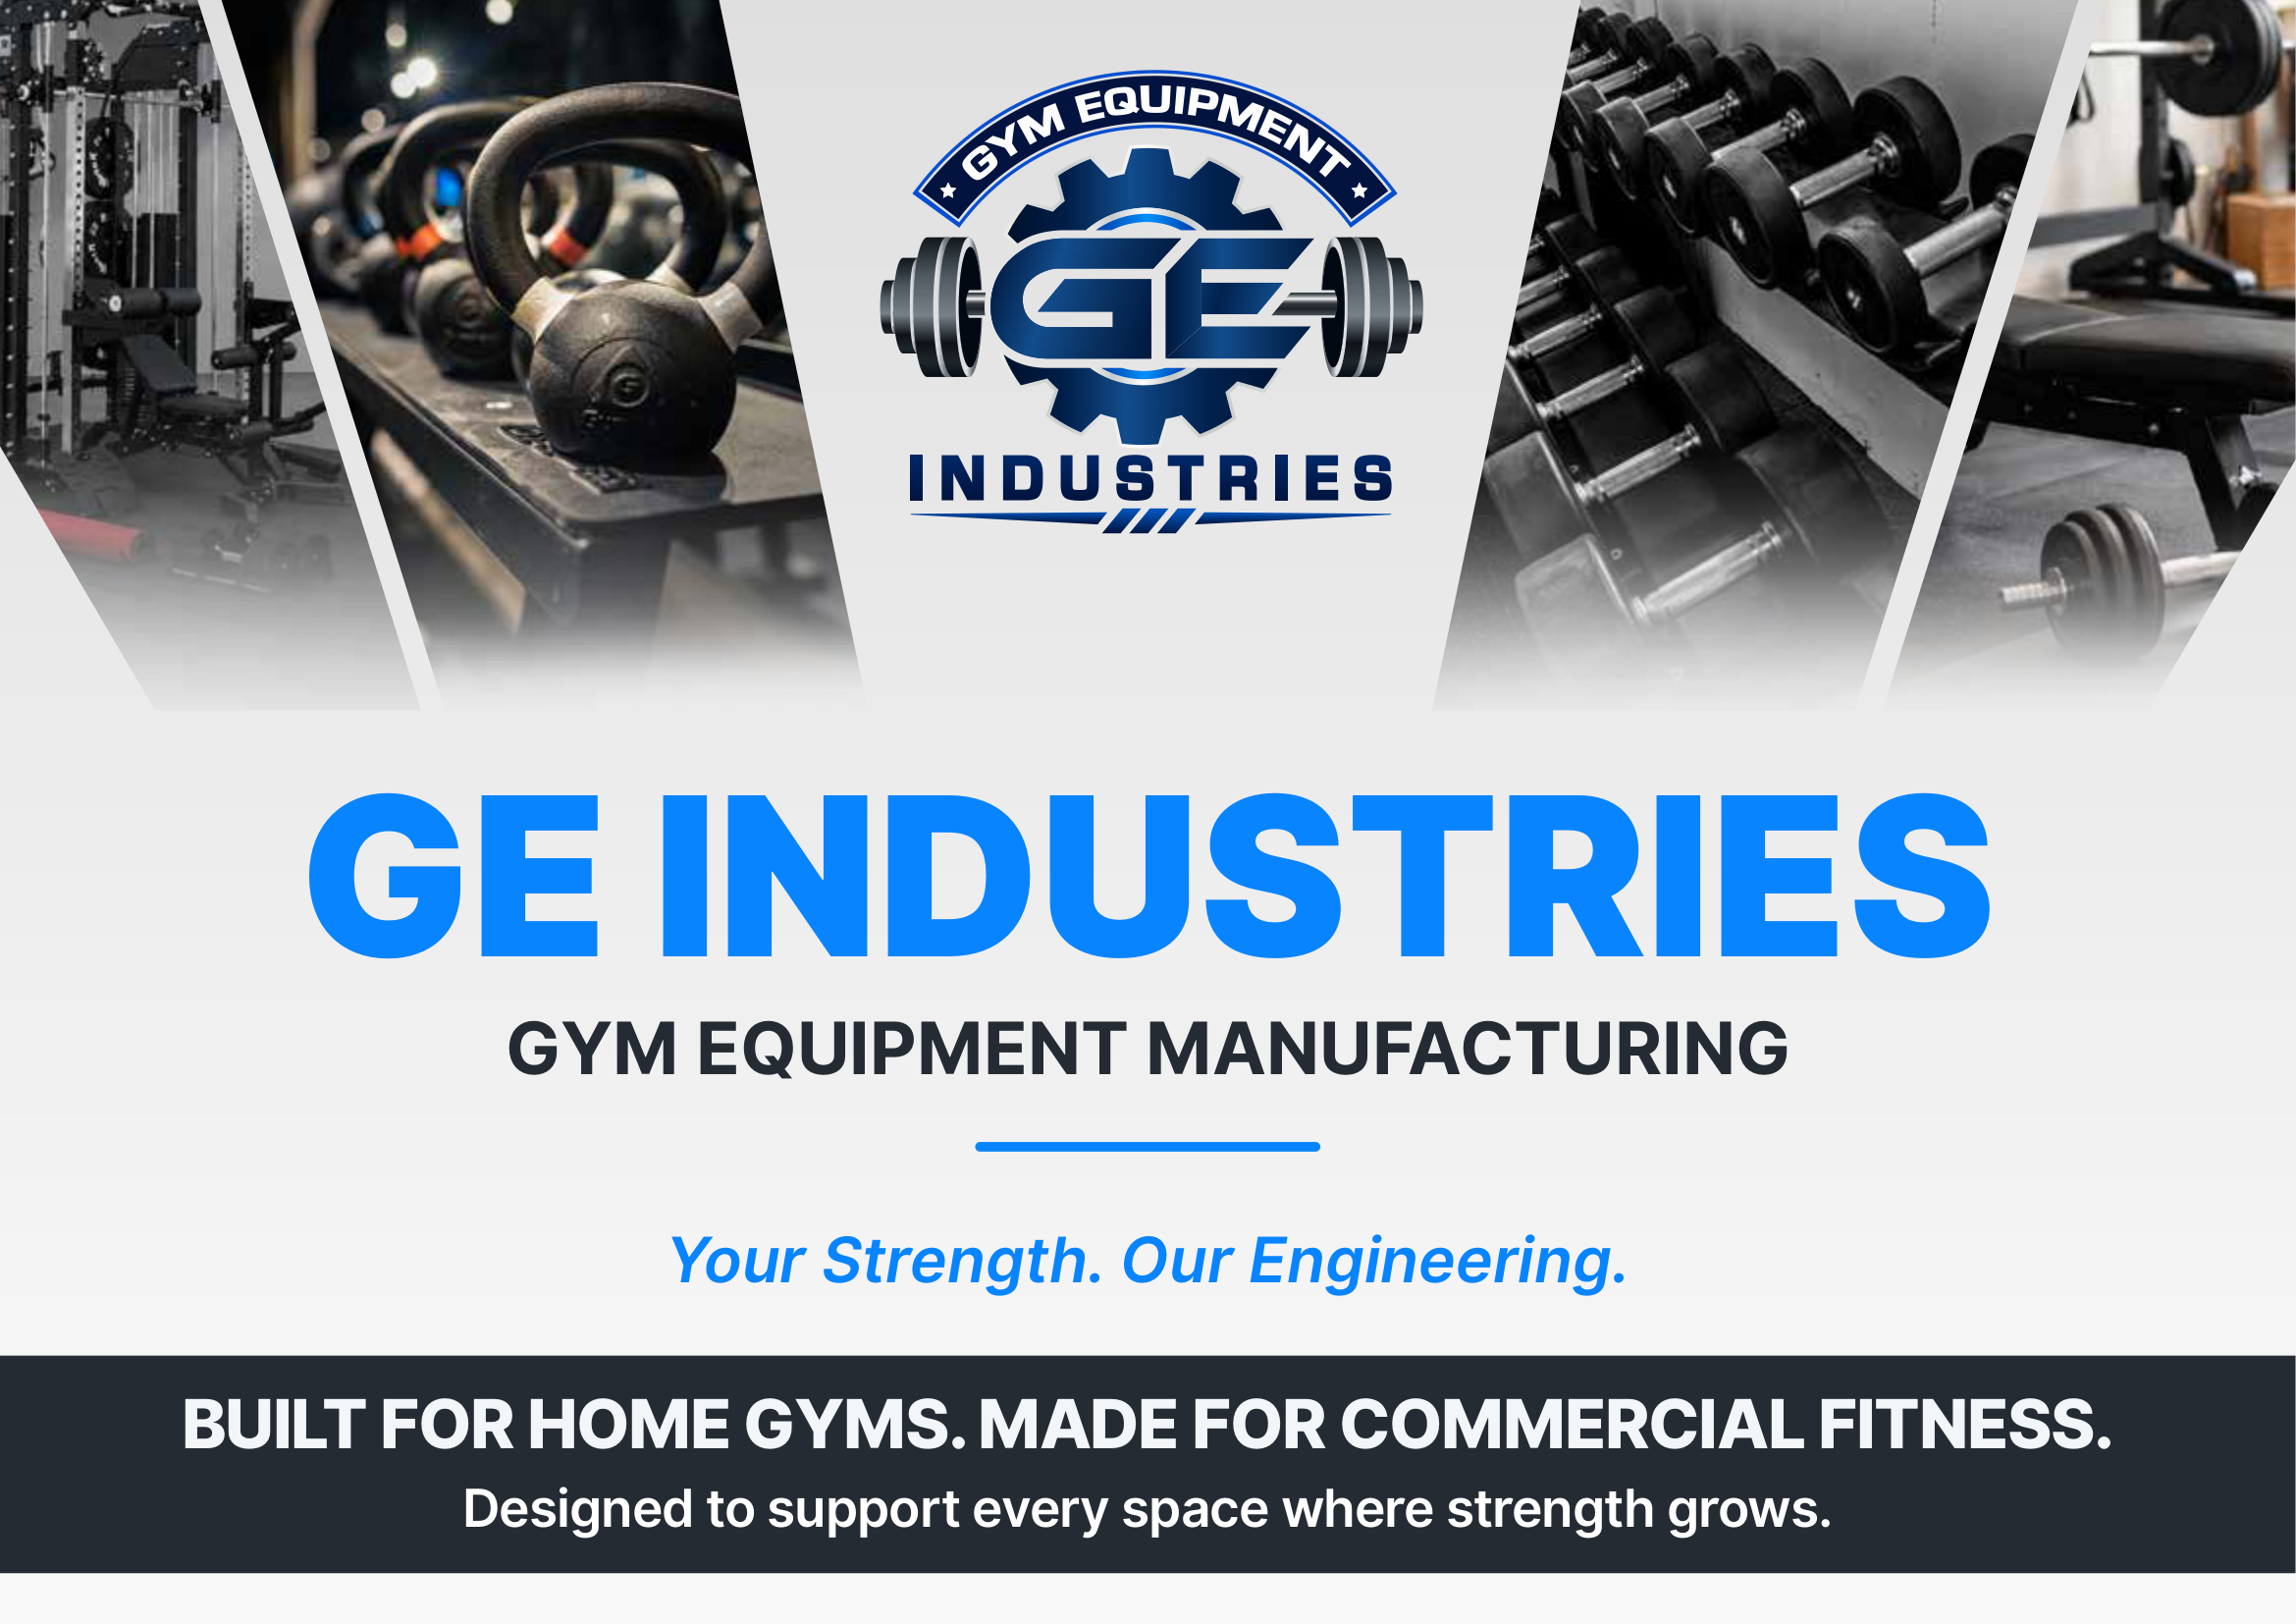 GYM EQUIPMENT
GE
INDUSTRIES
GE INDUSTRIES
GYM EQUIPMENT MANUFACTURING
Your Strength. Our Engineering.
BUILT FOR HOME GYMS. MADE FOR COMMERCIAL FITNESS.
Designed to support every space where strength grows.